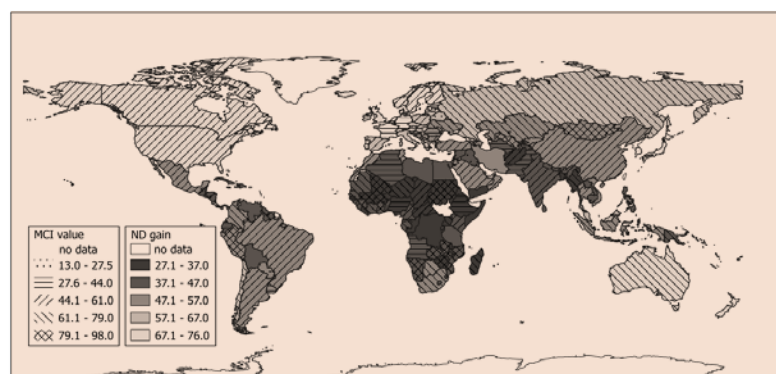 MCI value
no data
13.0 - 27.5
27.6 - 44.0
44.1 - 61.0
61.1 - 79.0
79.1 - 98.0
ND gain
no data
27.1 - 37.0
37.1 - 47.0
47.1 - 57.0
57.1 - 67.0
67.1 - 76.0